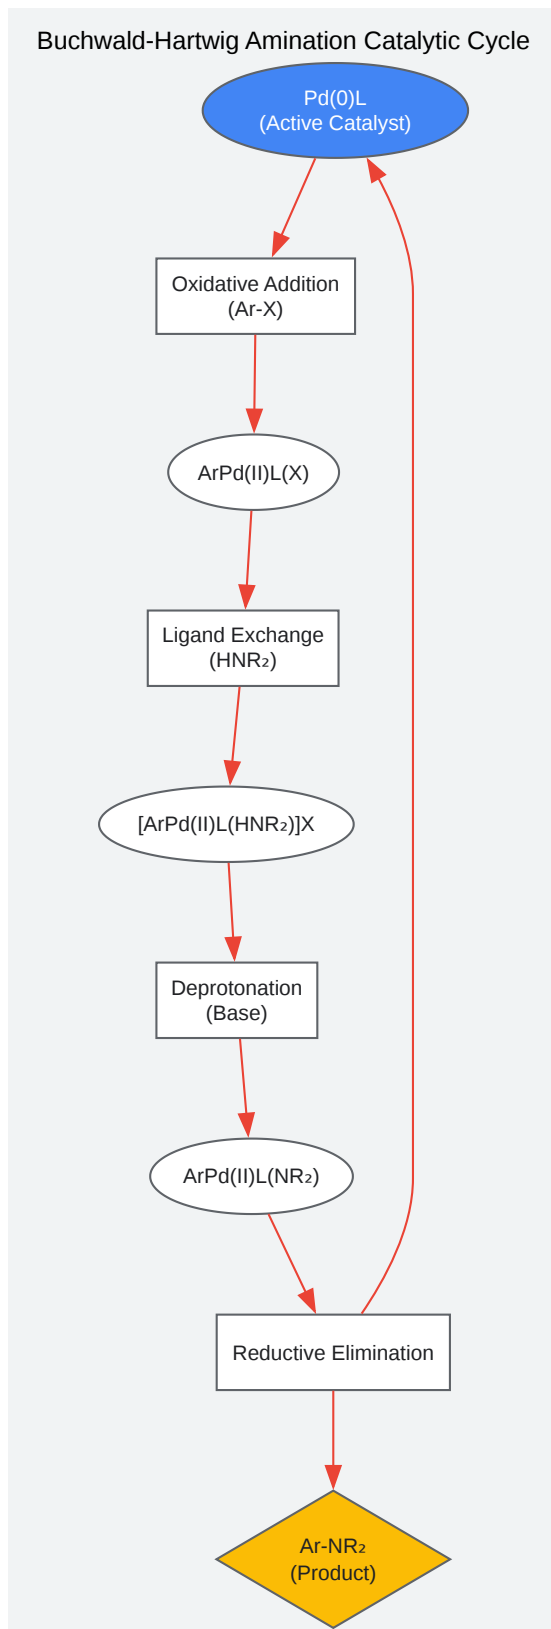 Buchwald-Hartwig Amination Catalytic Cycle
Pd(0)L
(Active Catalyst)
Oxidative Addition
(Ar-X)
ArPd(II)L(X)
Ligand Exchange
(HNR₂)
[ArPd(II)L(HNR₂)]X
Deprotonation
(Base)
ArPd(II)L(NR₂)
Reductive Elimination
Ar-NR₂
(Product)